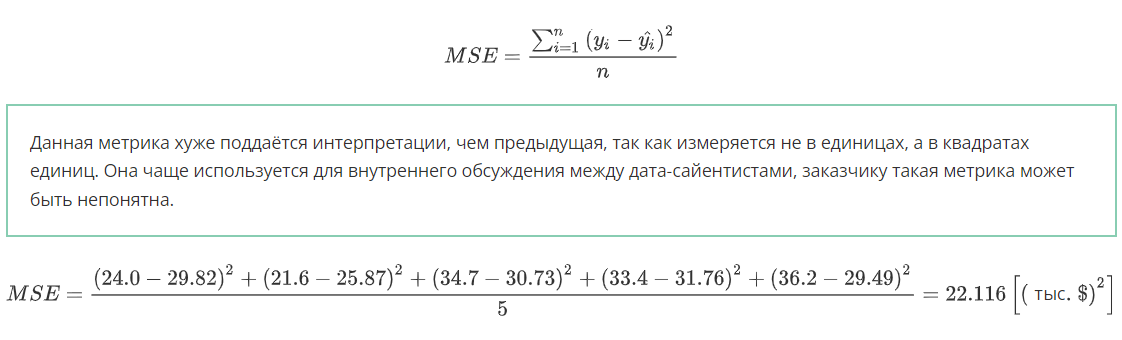 $MSE = \frac{\sum_{i=1}^{n} (y_i - \hat{y_i})^2}{n}$
Данная метрика хуже поддаётся интерпретации, чем предыдущая, так как измеряется не в единицах, а в квадратах
единиц. Она чаще используется для внутреннего обсуждения между дата-сайентистами, заказчику такая метрика может
быть непонятна.
$MSE = \frac{(24.0 - 29.82)^2 + (21.6 - 25.87)^2 + (34.7 - 30.73)^2 + (33.4 - 31.76)^2 + (36.2 - 29.49)^2}{5} = 22.116 \left[(\text{ тыс. \$})^2\right]$